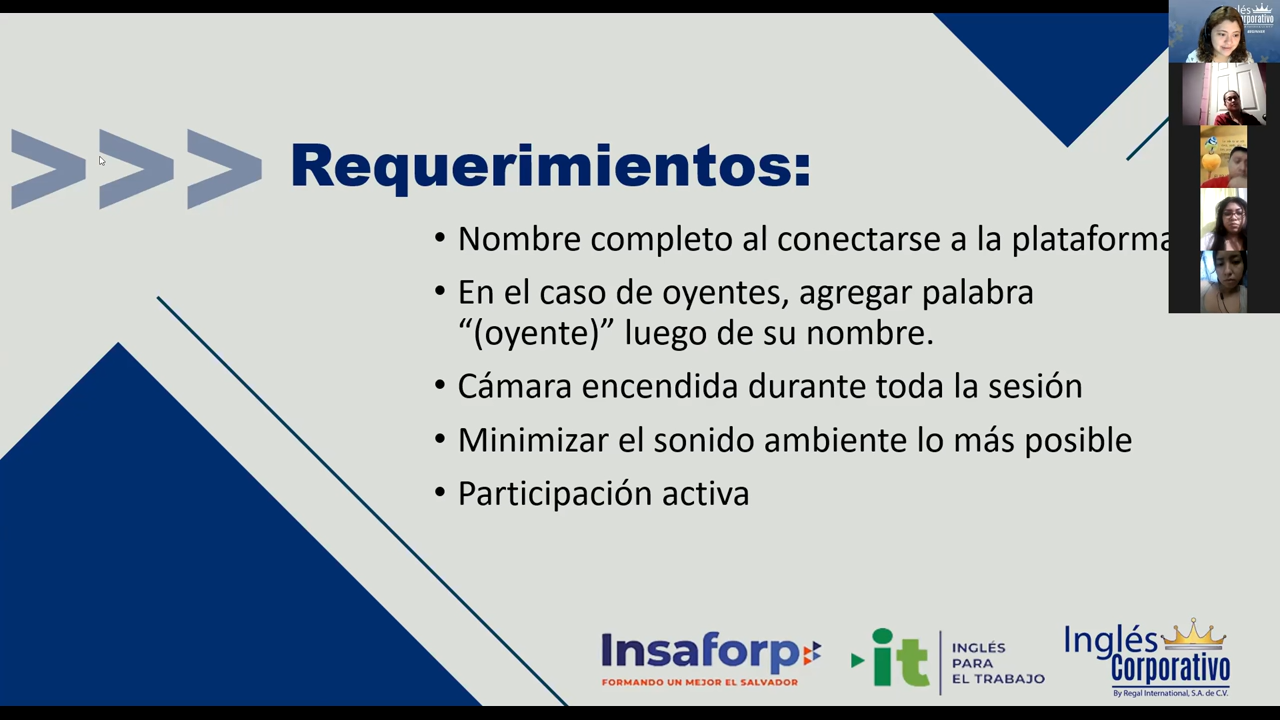 >>> Requerimientos:
• Nombre completo al conectarse a la plataforma
• En el caso de oyentes, agregar palabra
“(oyente)” luego de su nombre.
• Cámara encendida durante toda la sesión
• Minimizar el sonido ambiente lo más posible
• Participación activa
Insaforp
FORMANDO UN MEJOR EL SALVADOR
it
INGLÉS
PARA
EL TRABAJO
Inglés
Corporativo
By Regal International, S.A. de C.V.